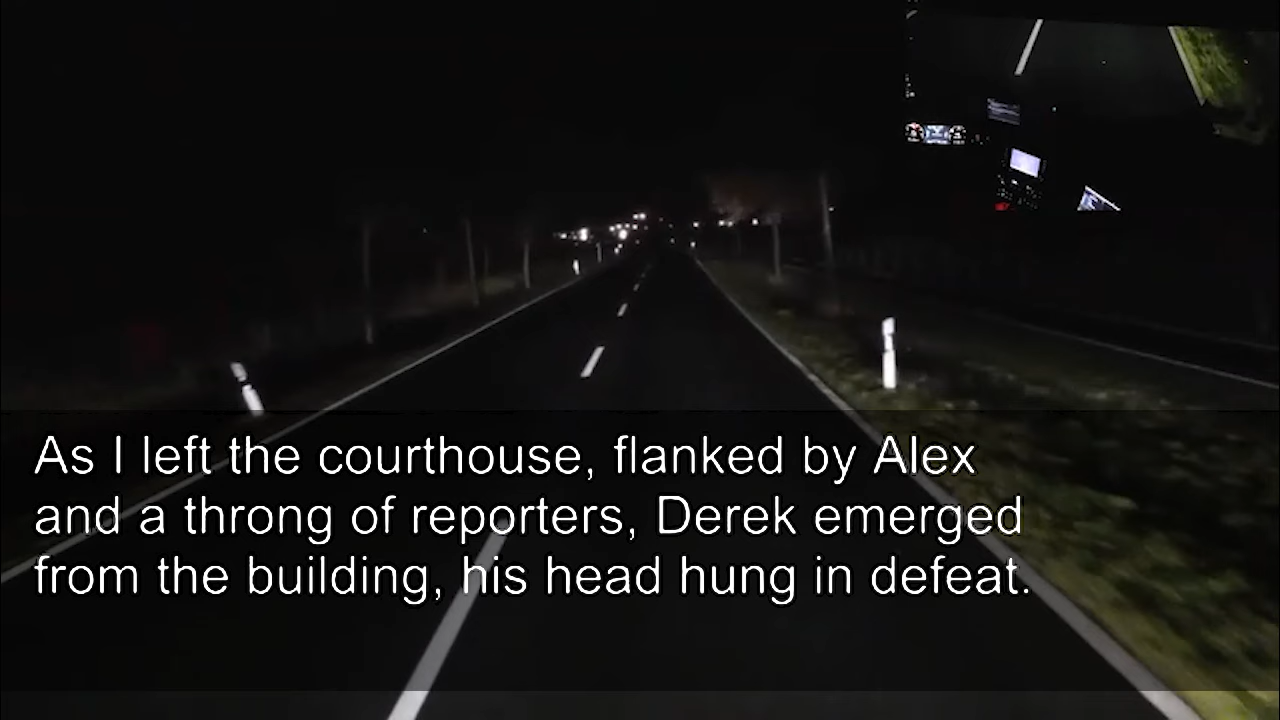 As I left the courthouse, flanked by Alex
and a throng of reporters, Derek emerged
from the building, his head hung in defeat.